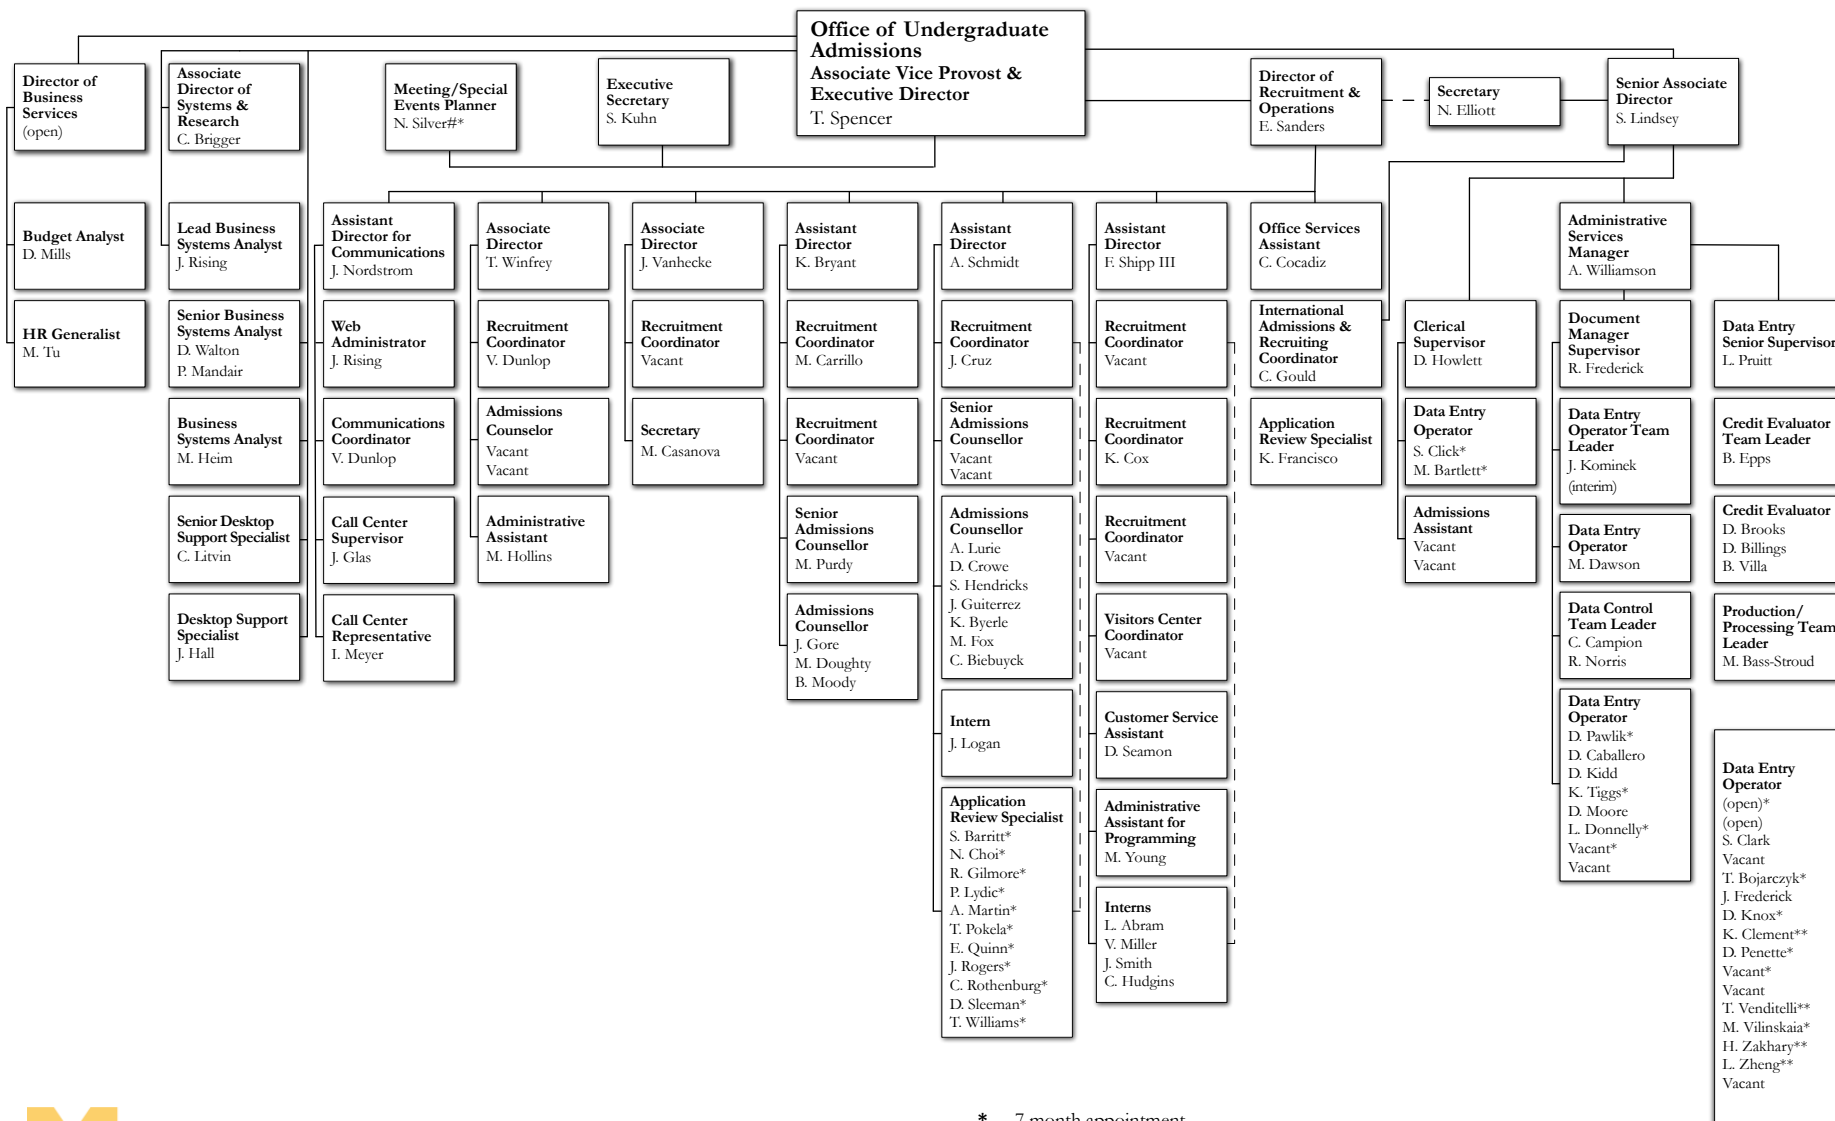 Office of Undergraduate
Admissions
Associate Vice Provost &
Executive Director
T. Spencer
Director of
Business
Services
(open)
Associate
Director of
Systems &
Research
C. Brigger
Meeting/Special
Events Planner
N. Silver#*
Executive
Secretary
S. Kuhn
Director of
Recruitment &
Operations
E. Sanders
Secretary
N. Elliott
Senior Associate
Director
S. Lindsey
Budget Analyst
D. Mills
HR Generalist
M. Tu
Lead Business
Systems Analyst
J. Rising
Senior Business
Systems Analyst
D. Walton
P. Mandair
Business
Systems Analyst
M. Heim
Senior Desktop
Support Specialist
C. Litvin
Desktop Support
Specialist
J. Hall
Assistant
Director for
Communications
J. Nordstrom
Web
Administrator
J. Rising
Communications
Coordinator
V. Dunlop
Call Center
Supervisor
J. Glas
Call Center
Representative
I. Meyer
Associate
Director
T. Winfrey
Recruitment
Coordinator
V. Dunlop
Admissions
Counselor
Vacant
Vacant
Administrative
Assistant
M. Hollins
Associate
Director
J. Vanhecke
Recruitment
Coordinator
Vacant
Secretary
M. Casanova
Assistant
Director
K. Bryant
Recruitment
Coordinator
M. Carrillo
Recruitment
Coordinator
Vacant
Senior
Admissions
Counsellor
M. Purdy
Admissions
Counsellor
J. Gore
M. Doughty
B. Moody
Assistant
Director
A. Schmidt
Recruitment
Coordinator
J. Cruz
Senior
Admissions
Counsellor
Vacant
Vacant
Admissions
Counsellor
A. Lurie
D. Crowe
S. Hendricks
J. Guiterrez
K. Byerle
M. Fox
C. Biebuyck
Intern
J. Logan
Application
Review Specialist
S. Barritt*
N. Choi*
R. Gilmore*
P. Lydic*
A. Martin*
T. Pokela*
E. Quinn*
J. Rogers*
C. Rothenburg*
D. Sleeman*
T. Williams*
Assistant
Director
F. Shipp III
Recruitment
Coordinator
Vacant
Recruitment
Coordinator
K. Cox
Recruitment
Coordinator
Vacant
Visitors Center
Coordinator
Vacant
Customer Service
Assistant
D. Seamon
Administrative
Assistant for
Programming
M. Young
Interns
L. Abram
V. Miller
J. Smith
C. Hudgins
Office Services
Assistant
C. Cocadiz
International
Admissions &
Recruiting
Coordinator
C. Gould
Application
Review Specialist
K. Francisco
Clerical
Supervisor
D. Howlett
Data Entry
Operator
S. Click*
M. Bartlett*
Admissions
Assistant
Vacant
Vacant
Administrative
Services
Manager
A. Williamson
Document
Manager
Supervisor
R. Frederick
Data Entry
Operator Team
Leader
J. Kominek
(interim)
Data Entry
Operator
M. Dawson
Data Control
Team Leader
C. Campion
R. Norris
Data Entry
Operator
D. Pawlik*
D. Caballero
D. Kidd
K. Tiggs*
D. Moore
L. Donnelly*
Vacant*
Vacant
Data Entry
Senior Supervisor
L. Pruitt
Credit Evaluator
Team Leader
B. Epps
Credit Evaluator
D. Brooks
D. Billings
B. Villa
Production/
Processing Team
Leader
M. Bass-Stroud
Data Entry
Operator
(open)*
(open)
S. Clark
Vacant
T. Bojarczyk*
J. Frederick
D. Knox*
K. Clement**
D. Penette*
Vacant*
Vacant
T. Venditelli**
M. Vilinskaia*
H. Zakhary**
L. Zheng**
Vacant
* 7 month appointment